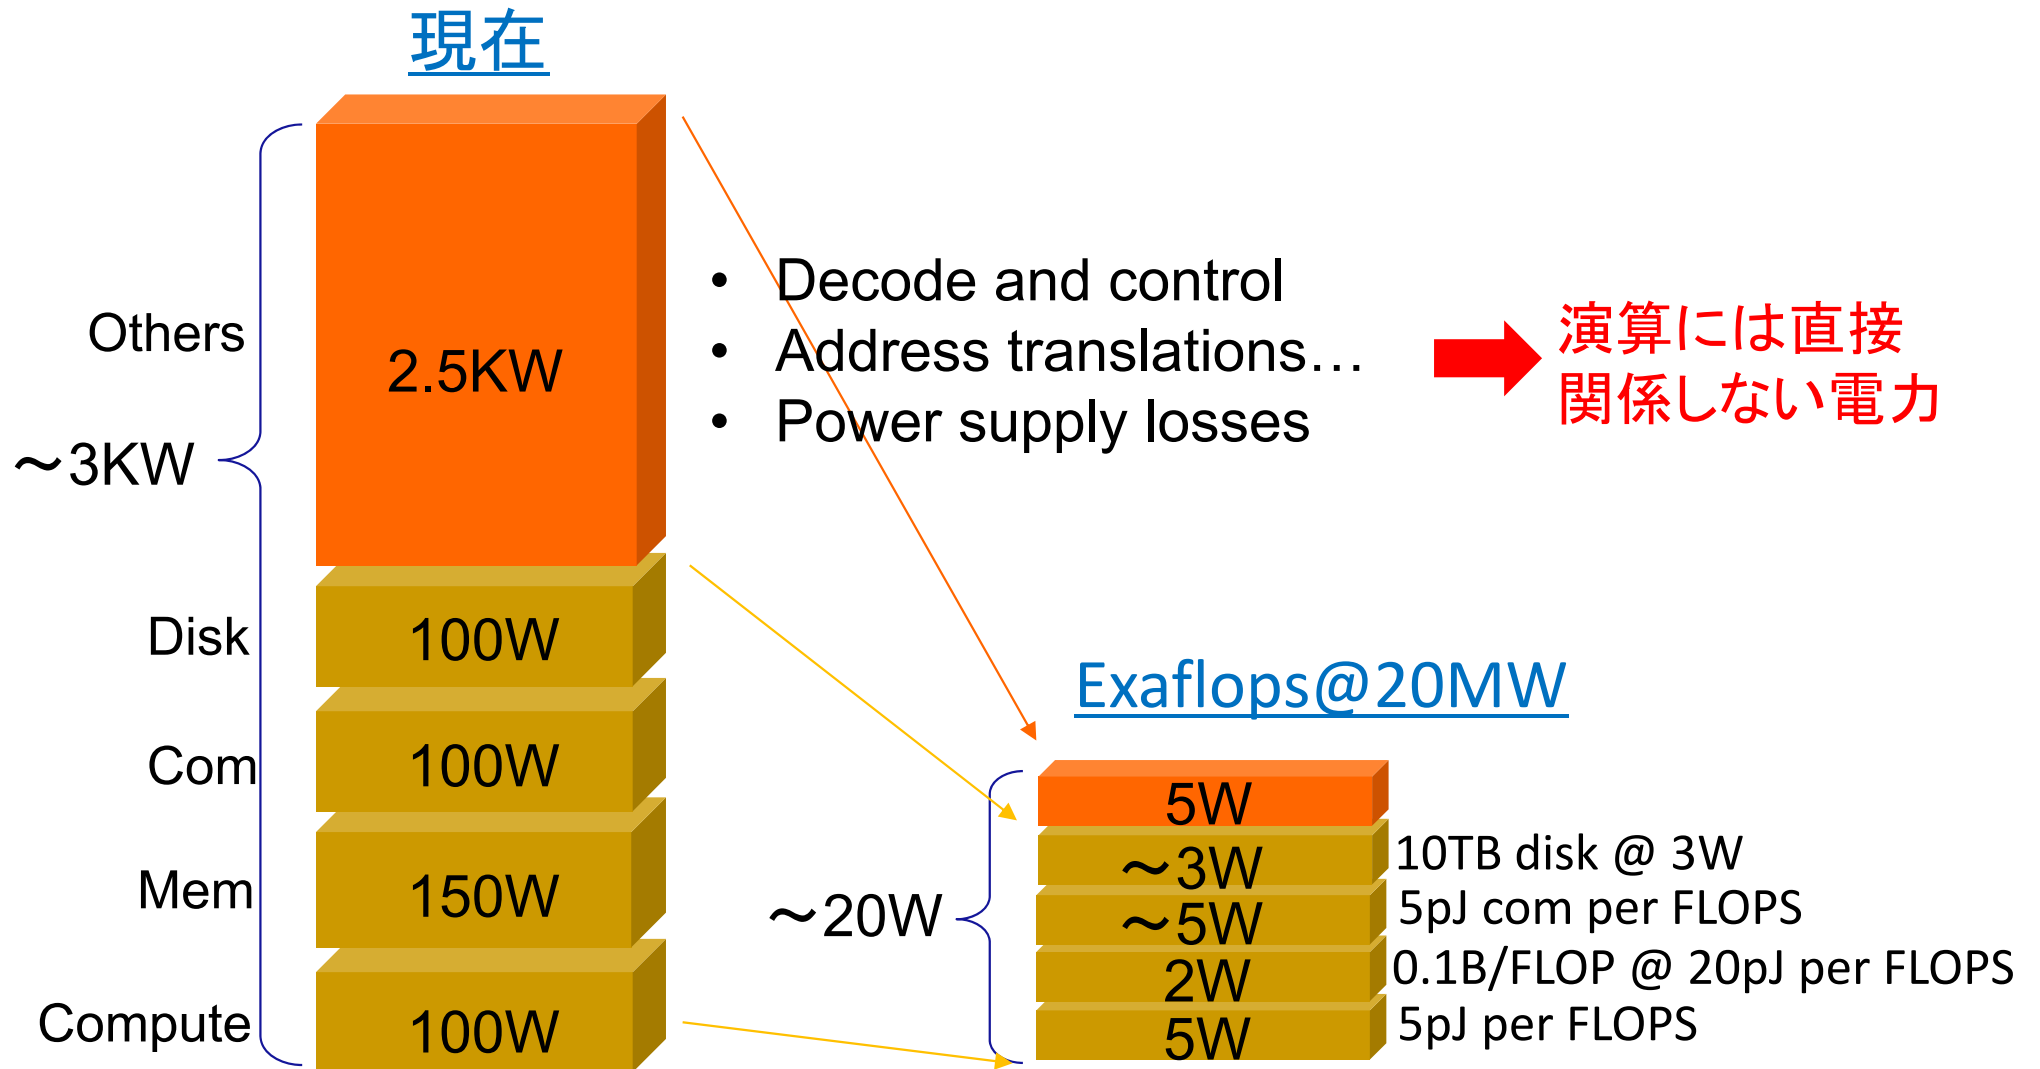 現在
Others
~3KW
Disk
Com
Mem
Compute
2.5KW
100W
100W
150W
100W
• Decode and control
• Address translations…
• Power supply losses
演算には直接
関係しない電力
Exaflops@20MW
~20W
5W
~3W
~5W
2W
5W
10TB disk @ 3W
5pJ com per FLOPS
0.1B/FLOP @ 20pJ per FLOPS
5pJ per FLOPS